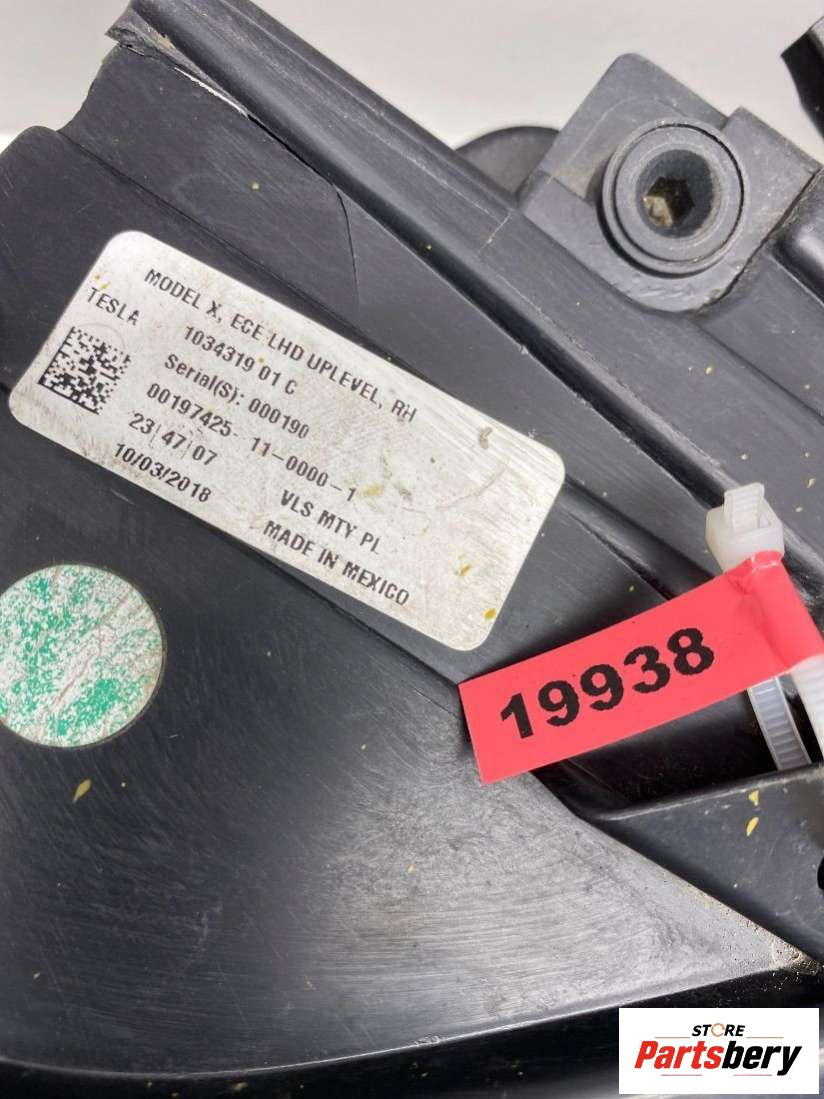 MODEL X, ECE LHD UPLEVEL, RH
TESLA
1034319 01 C
Serial(S): 000190
00197425- 11-0000-1
23|47|07
10/03/2018
VLS MTY PL
MADE IN MEXICO
19938
STORE
Partsbery